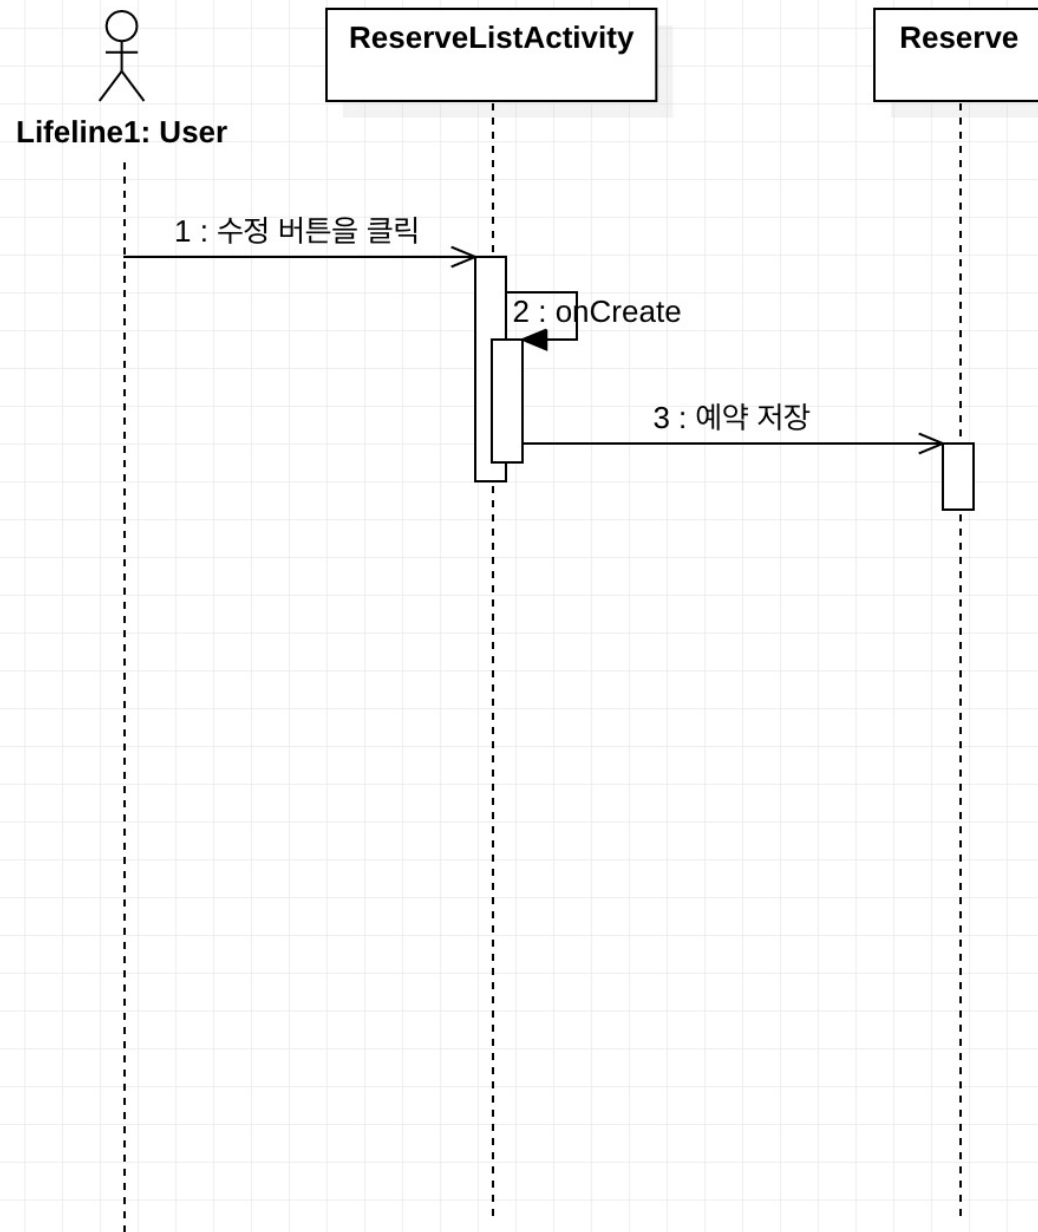 ReserveListActivity
Reserve
Lifeline1: User
1 : 수정 버튼을 클릭
2 : onCreate
3 : 예약 저장